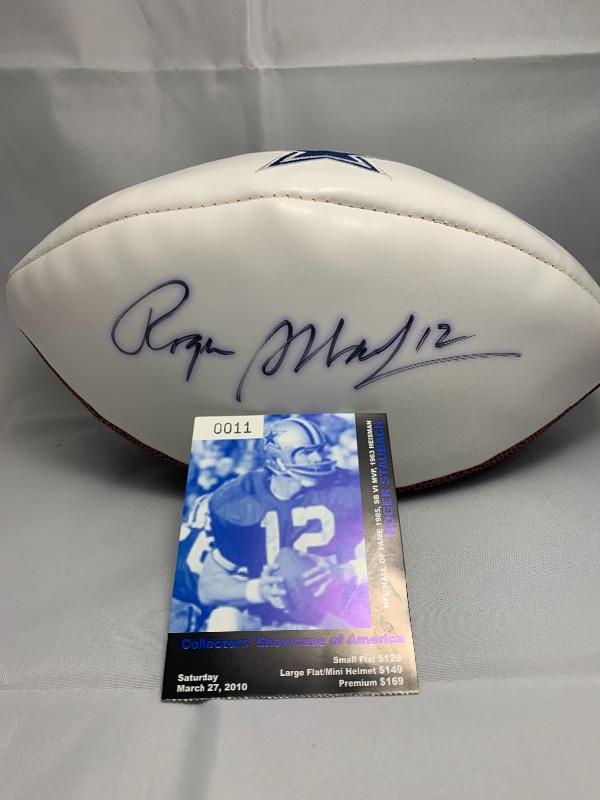 Roger Staubach 12
0011
12
NFL HALL OF FAME 1985, SB VI MVP, 1963 HEISMAN
ROGER STAUBACH
Collectors' Showcase of America
Small Flat $129
Large Flat/Mini Helmet $149
Premium $169
Saturday
March 27, 2010